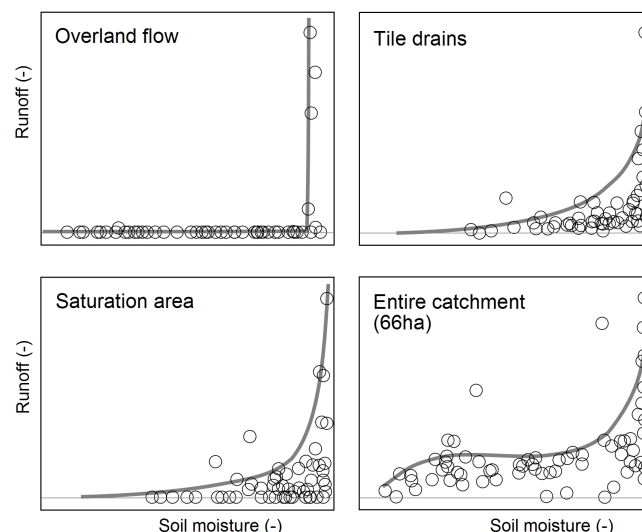 Overland flow
Tile drains
Runoff (-)
Saturation area
Entire catchment
(66ha)
Runoff (-)
Soil moisture (-)
Soil moisture (-)